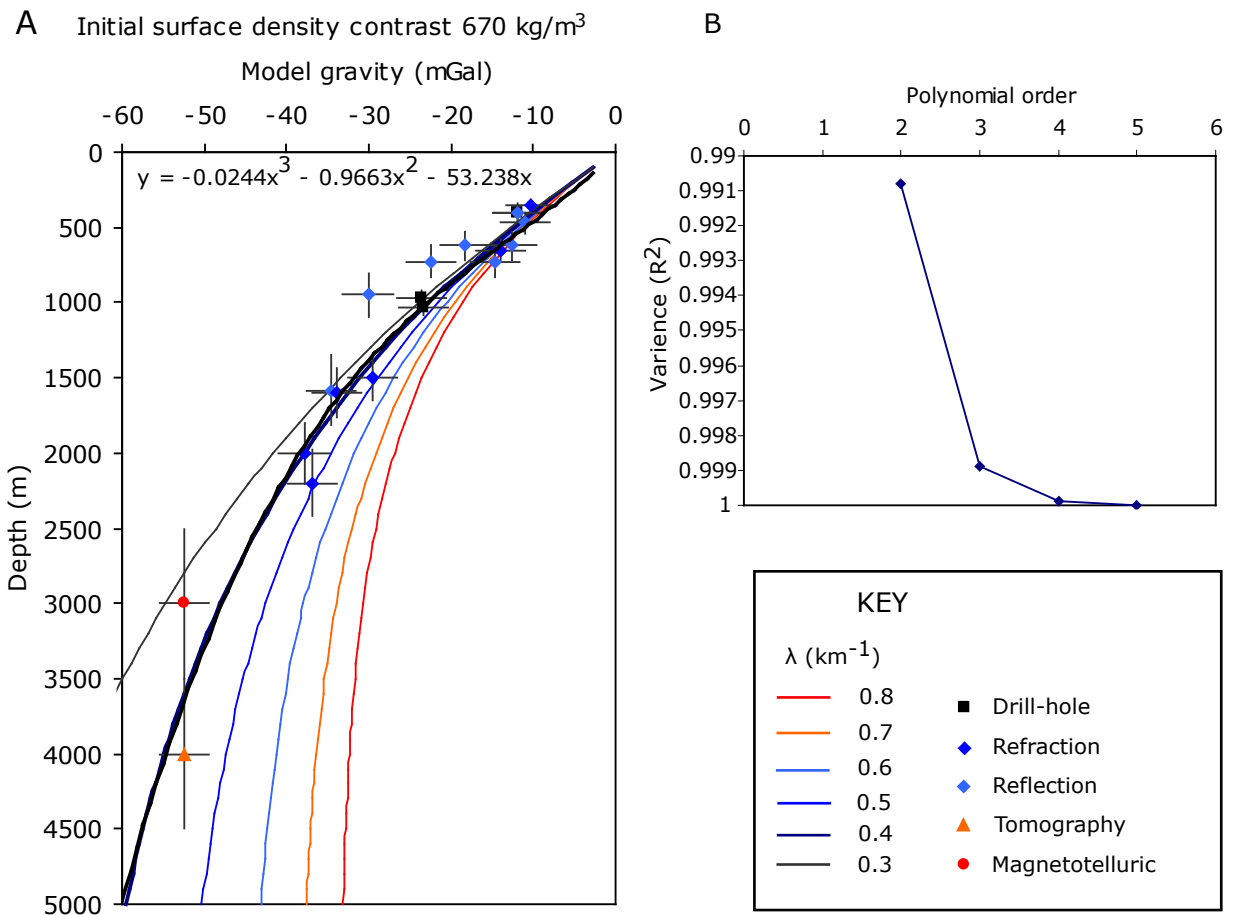 A Initial surface density contrast 670 kg/m³
Model gravity (mGal)
-60 -50 -40 -30 -20 -10 0
y = -0.0244x³ - 0.9663x² - 53.238x
Depth (m)
0
500
1000
1500
2000
2500
3000
3500
4000
4500
5000
B
Polynomial order
0 1 2 3 4 5 6
Varience (R²)
0.99
0.991
0.992
0.993
0.994
0.995
0.996
0.997
0.998
0.999
1
KEY
λ (km⁻¹)
0.8
0.7
0.6
0.5
0.4
0.3
Drill-hole
Refraction
Reflection
Tomography
Magnetotelluric